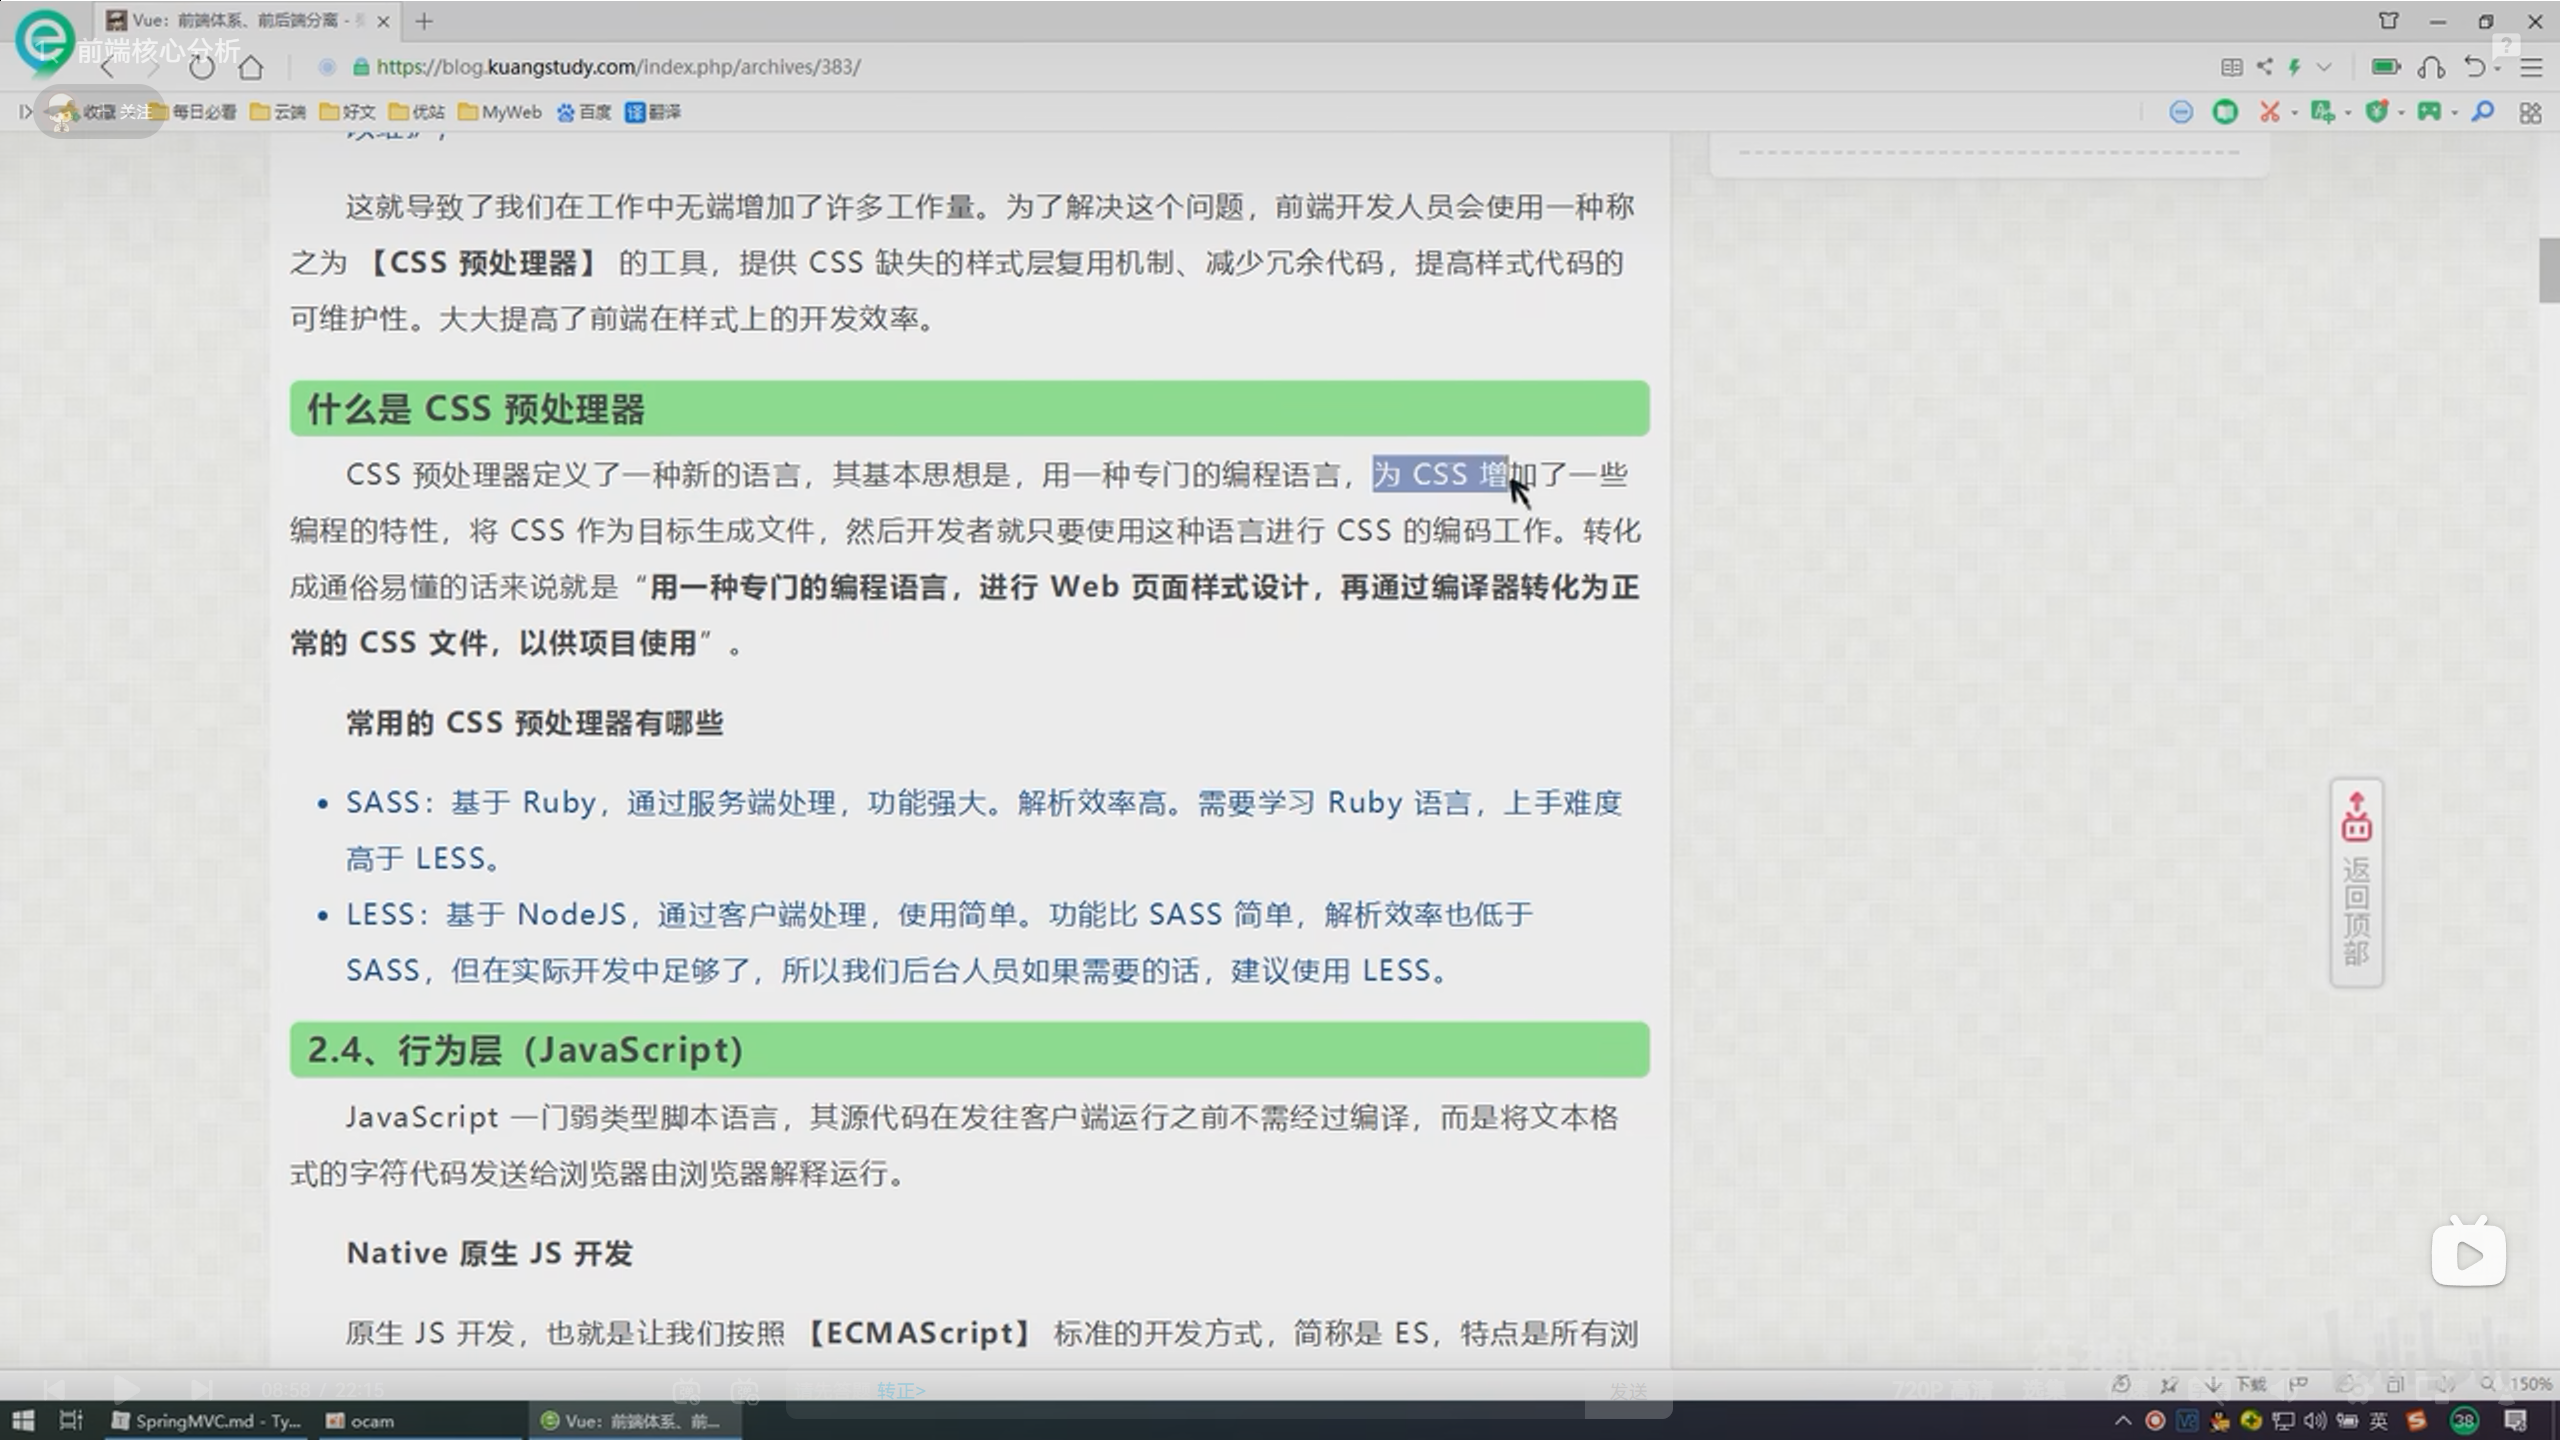 Vue：前端体系、前后端分离 -
前端核心分析
https://blog.kuangstudy.com/index.php/archives/383/
收藏 关注 每日必看 云端 好文 优站 MyWeb 百度 译 翻译
这就导致了我们在工作中无端增加了许多工作量。为了解决这个问题，前端开发人员会使用一种称
之为 【CSS 预处理器】 的工具，提供 CSS 缺失的样式层复用机制、减少冗余代码，提高样式代码的
可维护性。大大提高了前端在样式上的开发效率。
什么是 CSS 预处理器
CSS 预处理器定义了一种新的语言，其基本思想是，用一种专门的编程语言，为 CSS 增加了一些
编程的特性，将 CSS 作为目标生成文件，然后开发者就只要使用这种语言进行 CSS 的编码工作。转化
成通俗易懂的话来说就是“用一种专门的编程语言，进行 Web 页面样式设计，再通过编译器转化为正
常的 CSS 文件，以供项目使用”。
常用的 CSS 预处理器有哪些
• SASS：基于 Ruby，通过服务端处理，功能强大。解析效率高。需要学习 Ruby 语言，上手难度
高于 LESS。
• LESS：基于 NodeJS，通过客户端处理，使用简单。功能比 SASS 简单，解析效率也低于
SASS，但在实际开发中足够了，所以我们后台人员如果需要的话，建议使用 LESS。
返回顶部
2.4、行为层（JavaScript）
JavaScript 一门弱类型脚本语言，其源代码在发往客户端运行之前不需经过编译，而是将文本格
式的字符代码发送给浏览器由浏览器解释运行。
Native 原生 JS 开发
原生 JS 开发，也就是让我们按照 【ECMAScript】 标准的开发方式，简称是 ES，特点是所有浏
08:58 / 22:15 转正> 发送 720P 高清 下载 150%
SpringMVC.md - Ty... ocam Vue：前端体系、前... 英 38